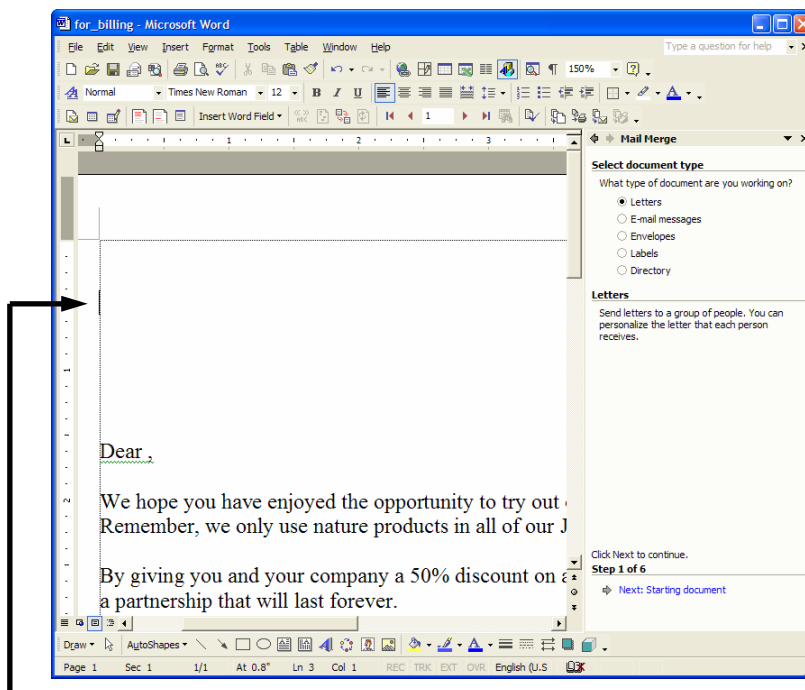 for_billing - Microsoft Word
File Edit View Insert Format Tools Table Window Help Type a question for help
150%
Normal Times New Roman 12 B I U A
Insert Word Field ABC 1
L 1 2 3
Mail Merge
Select document type
What type of document are you working on?
Letters
E-mail messages
Envelopes
Labels
Directory
Letters
Send letters to a group of people. You can
personalize the letter that each person
receives.
1
Dear ,
2
We hope you have enjoyed the opportunity to try out
Remember, we only use nature products in all of our J
By giving you and your company a 50% discount on a
a partnership that will last forever.
Click Next to continue.
Step 1 of 6
Next: Starting document
Draw AutoShapes A
Page 1 Sec 1 1/1 At 0.8" Ln 3 Col 1 REC TRK EXT OVR English (U.S